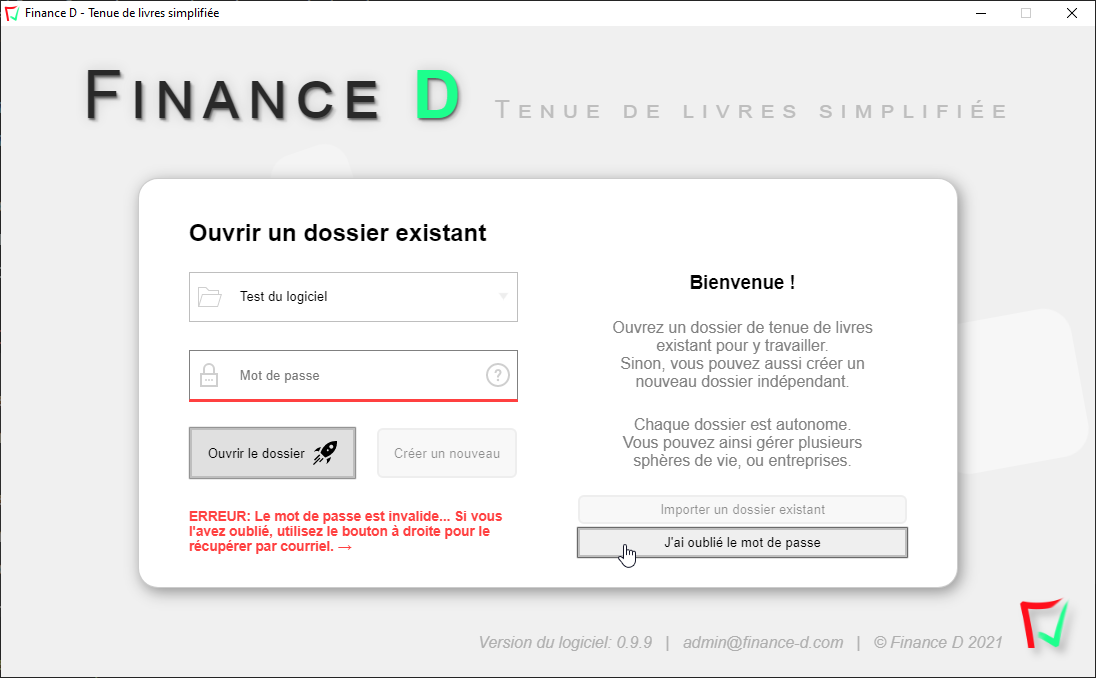 Finance D - Tenue de livres simplifiée
FINANCE D TENUE DE LIVRES SIMPLIFIÉE
Ouvrir un dossier existant
Test du logiciel
Mot de passe
?
Ouvrir le dossier
Créer un nouveau
ERREUR: Le mot de passe est invalide... Si vous
l'avez oublié, utilisez le bouton à droite pour le
récupérer par courriel. →
Bienvenue !
Ouvrez un dossier de tenue de livres
existant pour y travailler.
Sinon, vous pouvez aussi créer un
nouveau dossier indépendant.
Chaque dossier est autonome.
Vous pouvez ainsi gérer plusieurs
sphères de vie, ou entreprises.
Importer un dossier existant
J'ai oublié le mot de passe
Version du logiciel: 0.9.9 | admin@finance-d.com | © Finance D 2021